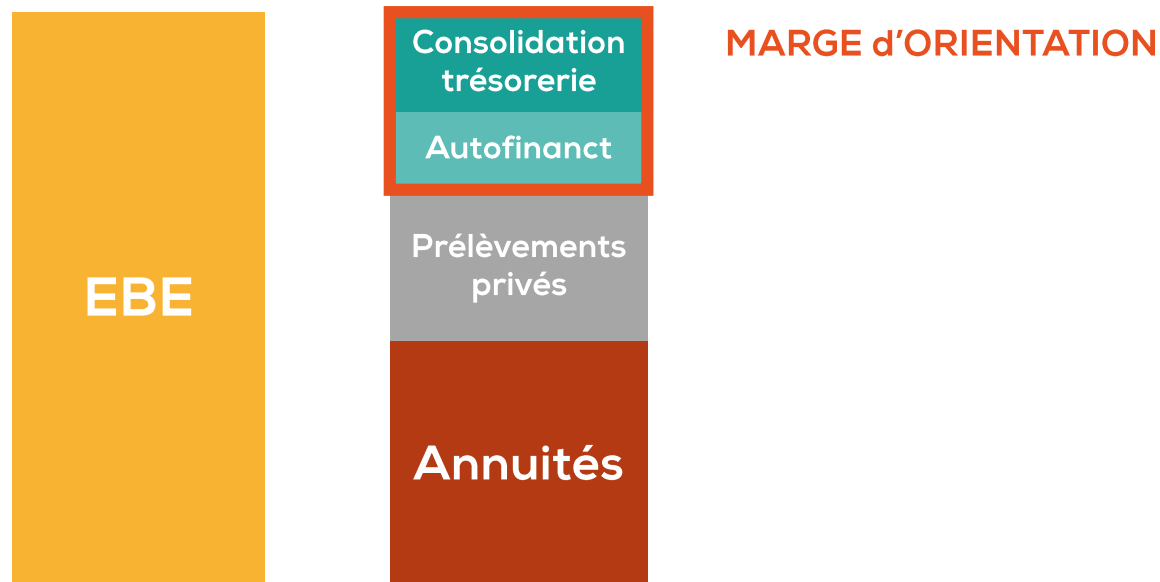 EBE
Consolidation
trésorerie
Autofinanct
Prélèvements
privés
Annuités
MARGE d'ORIENTATION